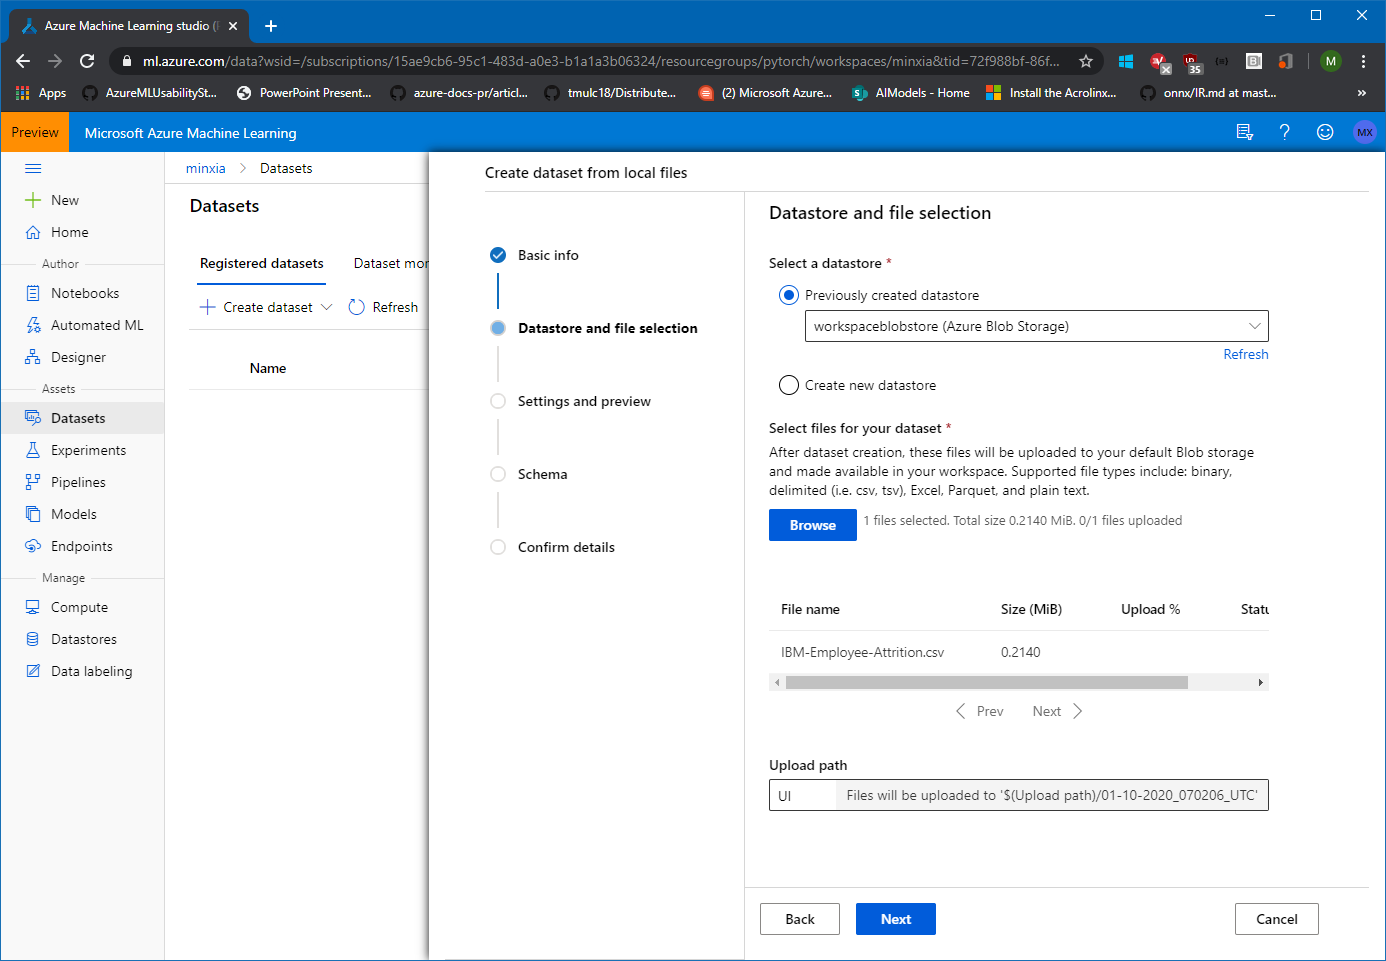 Azure Machine Learning studio (
ml.azure.com/data?wsid=/subscriptions/15ae9cb6-95c1-483d-a0e3-b1a1a3b06324/resourcegroups/pytorch/workspaces/minxia&tid=72f988bf-86f...
35
M
Apps
AzureMLUsabilitySt...
PowerPoint Present...
azure-docs-pr/articl...
tmulc18/Distribute...
(2) Microsoft Azure...
AIModels - Home
Install the Acrolinx...
onnx/IR.md at mast...
»
Preview
Microsoft Azure Machine Learning
?
MX
New
Home
Author
Notebooks
Automated ML
Designer
Assets
Datasets
Experiments
Pipelines
Models
Endpoints
Manage
Compute
Datastores
Data labeling
minxia > Datasets
Datasets
Registered datasets
Dataset mor
Create dataset
Refresh
Name
Create dataset from local files
Basic info
Datastore and file selection
Settings and preview
Schema
Confirm details
Datastore and file selection
Select a datastore *
Previously created datastore
workspaceblobstore (Azure Blob Storage)
Refresh
Create new datastore
Select files for your dataset *
After dataset creation, these files will be uploaded to your default Blob storage
and made available in your workspace. Supported file types include: binary,
delimited (i.e. csv, tsv), Excel, Parquet, and plain text.
Browse
1 files selected. Total size 0.2140 MiB. 0/1 files uploaded
File name Size (MiB) Upload % Statu
IBM-Employee-Attrition.csv 0.2140
Prev Next
Upload path
UI Files will be uploaded to '$(Upload path)/01-10-2020_070206_UTC'
Back
Next
Cancel